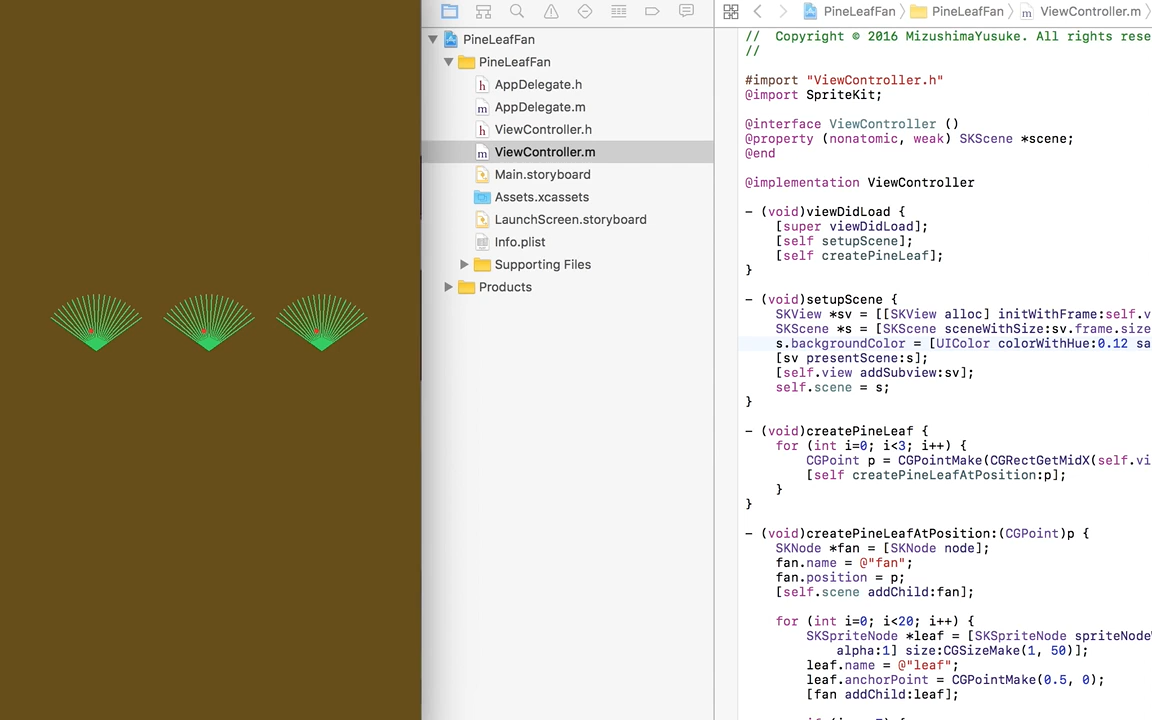 PineLeafFan
PineLeafFan
AppDelegate.h
AppDelegate.m
ViewController.h
ViewController.m
Main.storyboard
Assets.xcassets
LaunchScreen.storyboard
Info.plist
Supporting Files
Products
PineLeafFan PineLeafFan ViewController.m
//  Copyright © 2016 MizushimaYusuke. All rights rese
//
#import "ViewController.h"
@import SpriteKit;
@interface ViewController ()
@property (nonatomic, weak) SKScene *scene;
@end
@implementation ViewController
- (void)viewDidLoad {
    [super viewDidLoad];
    [self setupScene];
    [self createPineLeaf];
}
- (void)setupScene {
    SKView *sv = [[SKView alloc] initWithFrame:self.v
    SKScene *s = [SKScene sceneWithSize:sv.frame.size
    s.backgroundColor = [UIColor colorWithHue:0.12 sa
    [sv presentScene:s];
    [self.view addSubview:sv];
    self.scene = s;
}
- (void)createPineLeaf {
    for (int i=0; i<3; i++) {
        CGPoint p = CGPointMake(CGRectGetMidX(self.vi
        [self createPineLeafAtPosition:p];
    }
}
- (void)createPineLeafAtPosition:(CGPoint)p {
    SKNode *fan = [SKNode node];
    fan.name = @"fan";
    fan.position = p;
    [self.scene addChild:fan];
    for (int i=0; i<20; i++) {
        SKSpriteNode *leaf = [SKSpriteNode spriteNode
            alpha:1] size:CGSizeMake(1, 50)];
        leaf.name = @"leaf";
        leaf.anchorPoint = CGPointMake(0.5, 0);
        [fan addChild:leaf];